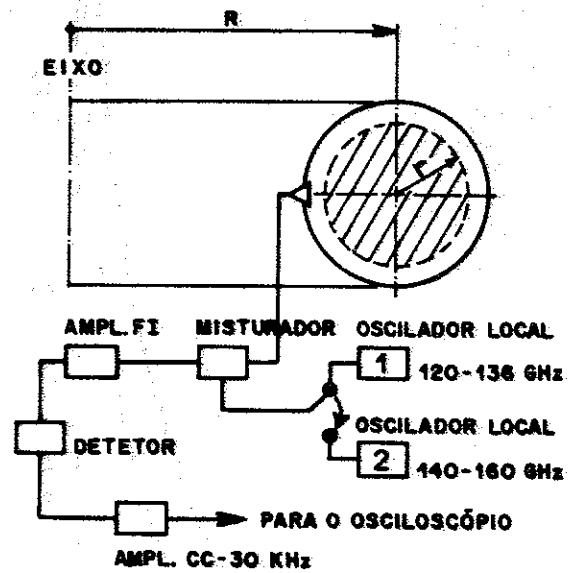 R
EIXO
r
AMPL. FI MISTURADOR OSCILADOR LOCAL
1 120-136 GHz
OSCILADOR LOCAL
DETETOR
2 140-160 GHz
PARA O OSCILOSCÓPIO
AMPL. CC-30 KHz